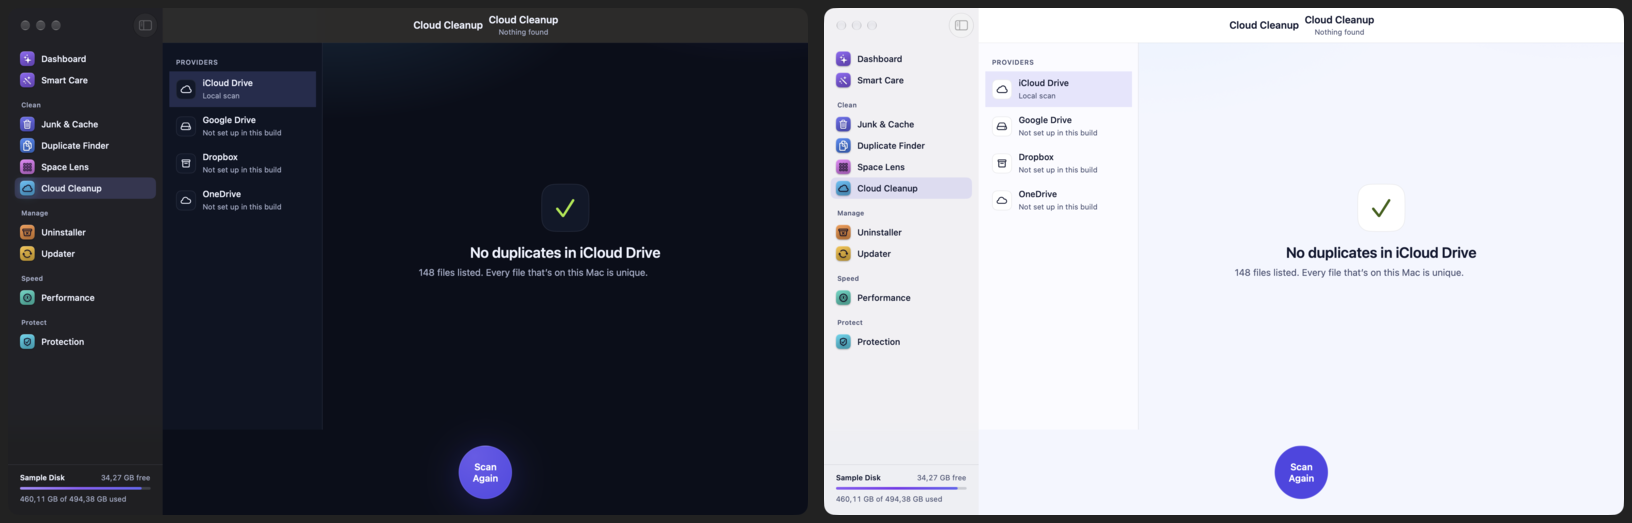 Cloud Cleanup
Cloud Cleanup
Nothing found
Dashboard
Smart Care
Clean
Junk & Cache
Duplicate Finder
Space Lens
Cloud Cleanup
Manage
Uninstaller
Updater
Speed
Performance
Protect
Protection
Sample Disk
34,27 GB free
460,11 GB of 494,38 GB used
PROVIDERS
iCloud Drive
Local scan
Google Drive
Not set up in this build
Dropbox
Not set up in this build
OneDrive
Not set up in this build
No duplicates in iCloud Drive
148 files listed. Every file that's on this Mac is unique.
Scan
Again
Cloud Cleanup
Cloud Cleanup
Nothing found
Dashboard
Smart Care
Clean
Junk & Cache
Duplicate Finder
Space Lens
Cloud Cleanup
Manage
Uninstaller
Updater
Speed
Performance
Protect
Protection
Sample Disk
34,27 GB free
460,11 GB of 494,38 GB used
PROVIDERS
iCloud Drive
Local scan
Google Drive
Not set up in this build
Dropbox
Not set up in this build
OneDrive
Not set up in this build
No duplicates in iCloud Drive
148 files listed. Every file that's on this Mac is unique.
Scan
Again